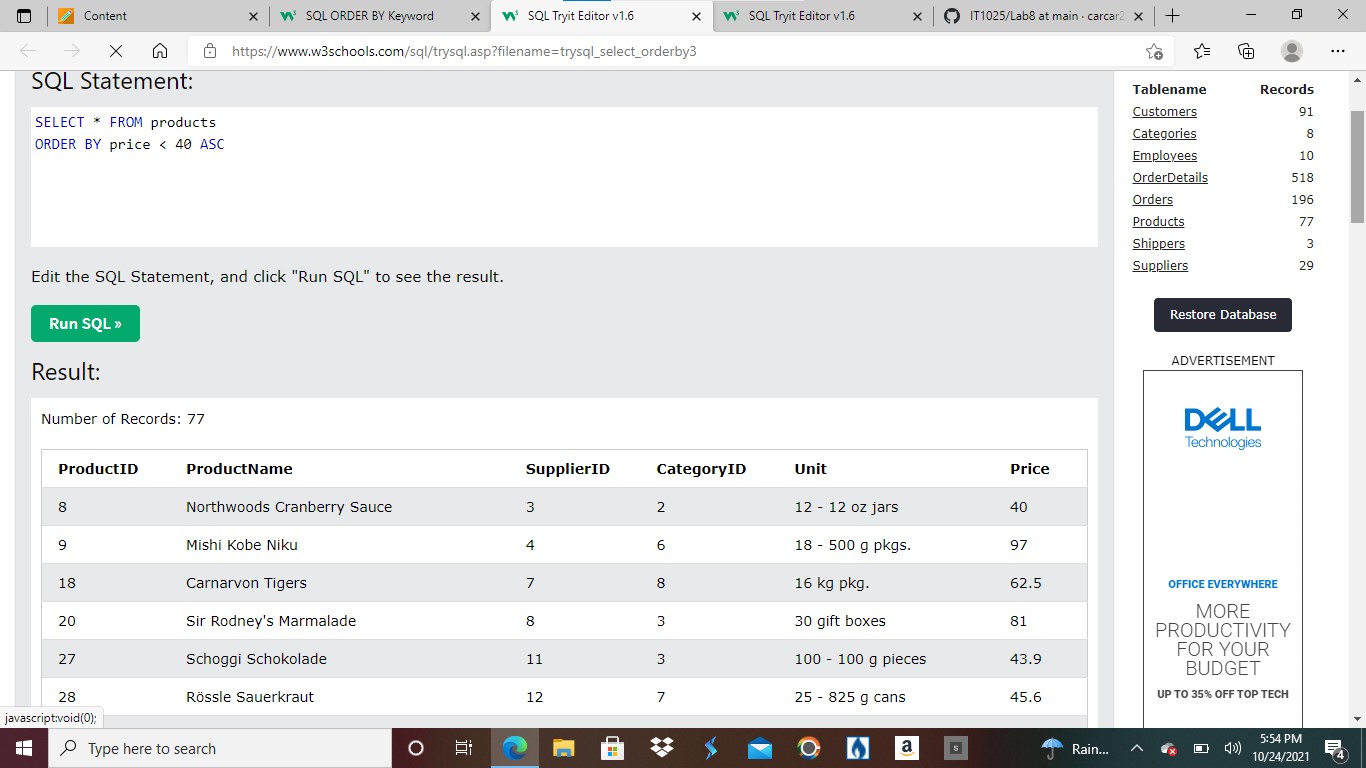 Content
SQL ORDER BY Keyword
SQL Tryit Editor v1.6
SQL Tryit Editor v1.6
IT1025/Lab8 at main · carcar2
https://www.w3schools.com/sql/trysql.asp?filename=trysql_select_orderby3
SQL Statement:
SELECT * FROM products
ORDER BY price < 40 ASC
Edit the SQL Statement, and click "Run SQL" to see the result.
Run SQL »
Result:
Number of Records: 77
ProductID ProductName SupplierID CategoryID Unit Price
8 Northwoods Cranberry Sauce 3 2 12 - 12 oz jars 40
9 Mishi Kobe Niku 4 6 18 - 500 g pkgs. 97
18 Carnarvon Tigers 7 8 16 kg pkg. 62.5
20 Sir Rodney's Marmalade 8 3 30 gift boxes 81
27 Schoggi Schokolade 11 3 100 - 100 g pieces 43.9
28 Rössle Sauerkraut 12 7 25 - 825 g cans 45.6
javascript:void(0);
Tablename Records
Customers 91
Categories 8
Employees 10
OrderDetails 518
Orders 196
Products 77
Shippers 3
Suppliers 29
Restore Database
ADVERTISEMENT
DELL
Technologies
OFFICE EVERYWHERE
MORE
PRODUCTIVITY
FOR YOUR
BUDGET
UP TO 35% OFF TOP TECH
Type here to search
a
s
Rain...
5:54 PM
10/24/2021
4